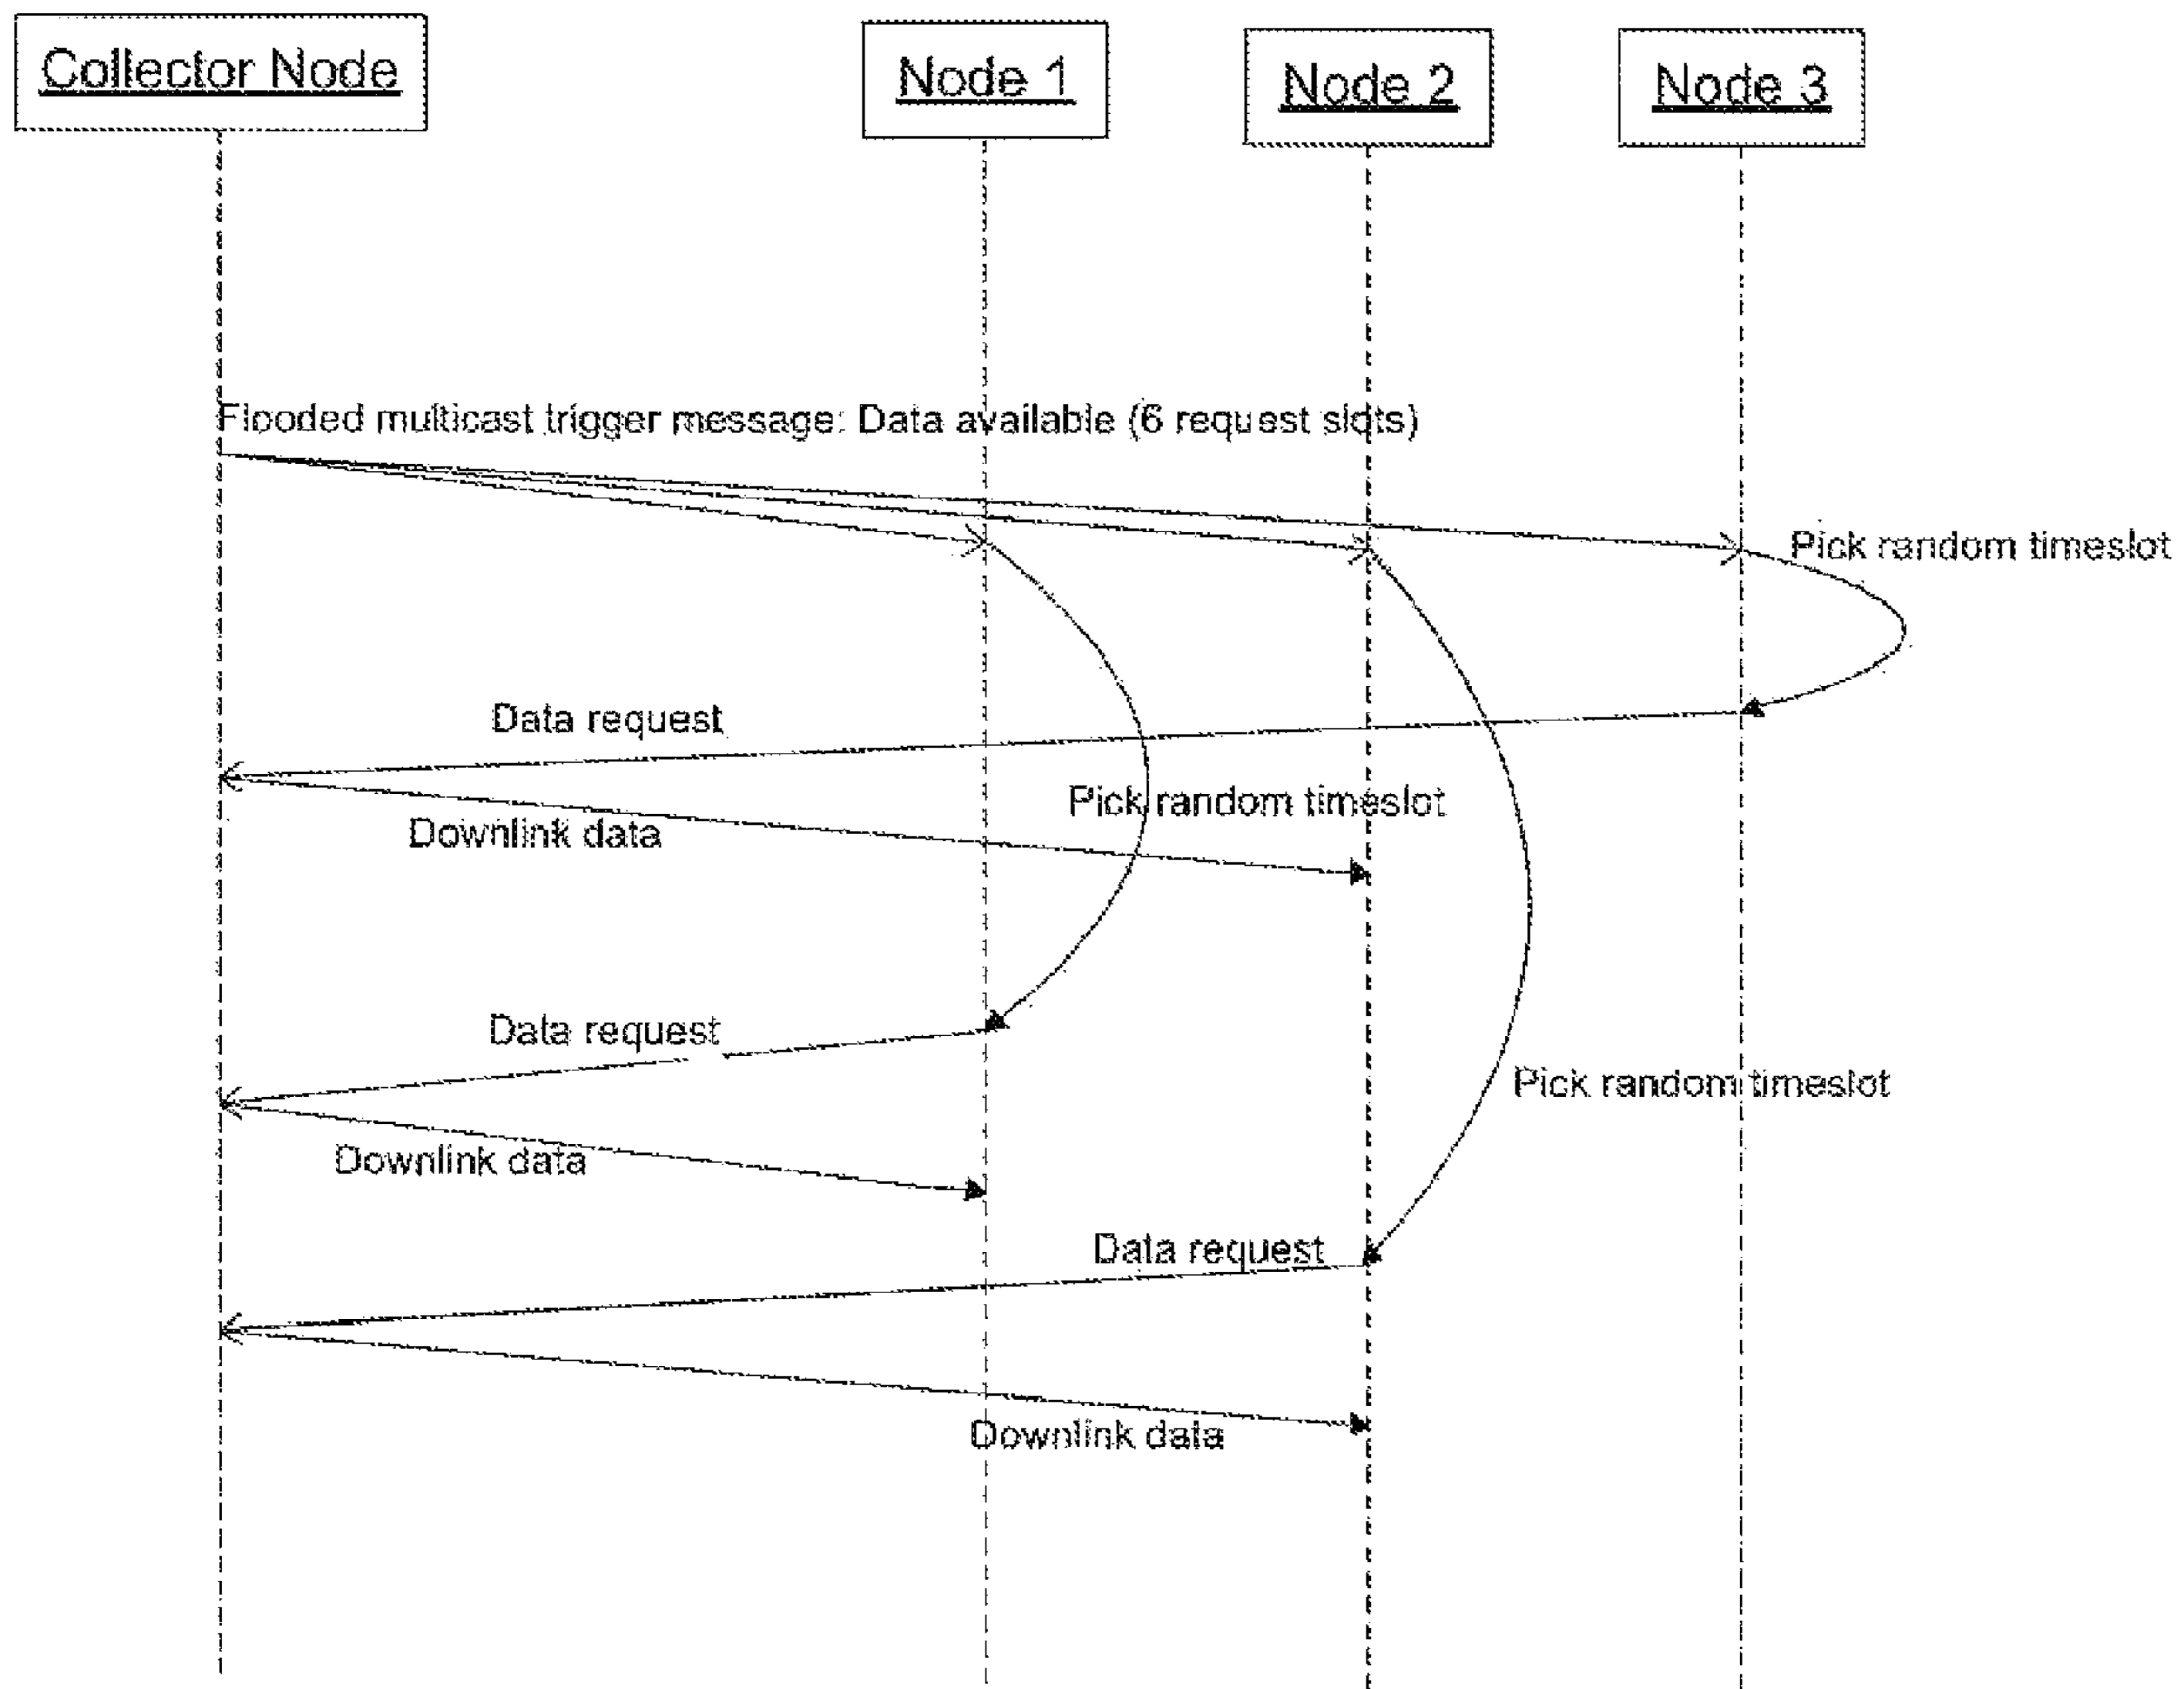 Collector Node
Node 1
Node 2
Node 3
Flooded multicast trigger message: Data available (6 request slots)
Pick random timeslot
Data request
Pick random timeslot
Downlink data
Data request
Pick random timeslot
Downlink data
Data request
Downlink data